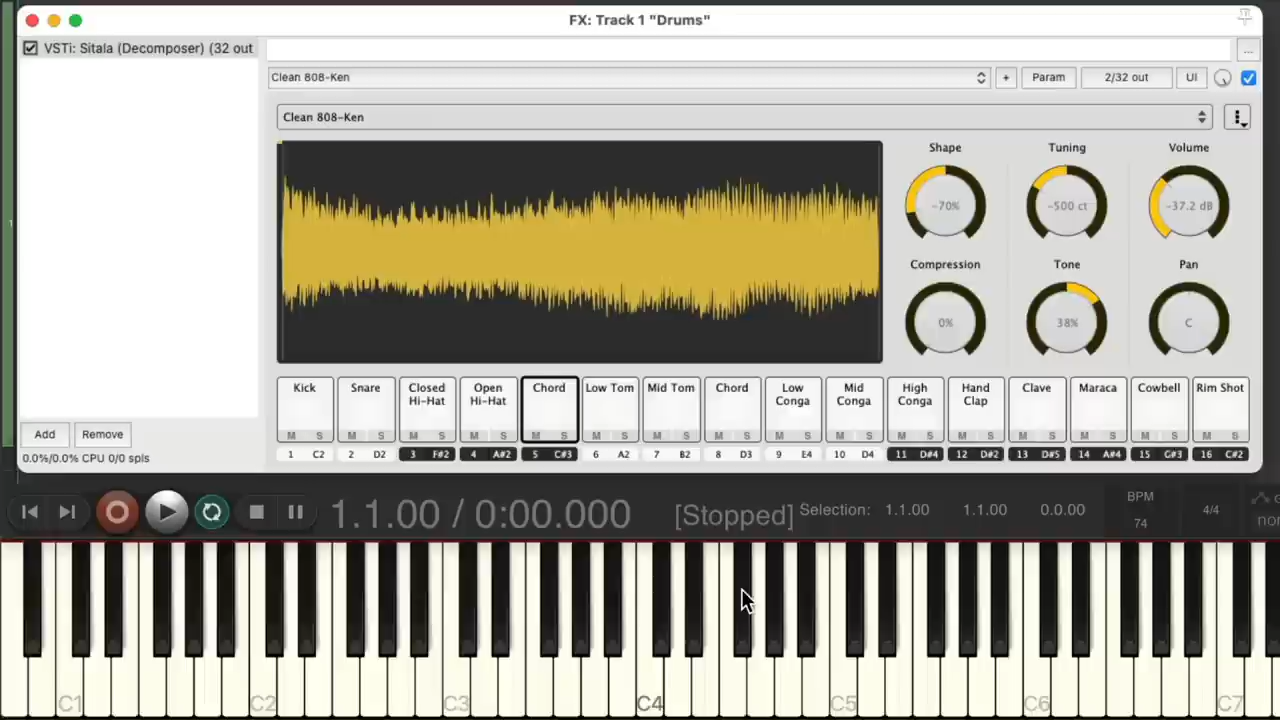 FX: Track 1 "Drums"
VSTi: Sitala (Decomposer) (32 out
...
Clean 808-Ken
+
Param
2/32 out
UI
Clean 808-Ken
Shape
Tuning
Volume
-70%
-500 ct
-37.2 dB
Compression
Tone
Pan
0%
38%
C
Kick
Snare
Closed
Hi-Hat
Open
Hi-Hat
Chord
Low Tom
Mid Tom
Chord
Low
Conga
Mid
Conga
High
Conga
Hand
Clap
Clave
Maraca
Cowbell
Rim Shot
M S M S M S M S M S M S M S M S M S M S M S M S M S M S M S M S
1 C2 2 D2 3 F#2 4 A#2 5 C#3 6 A2 7 B2 8 D3 9 E4 10 D4 11 D#4 12 D#2 13 D#5 14 A#4 15 G#3 16 C#2
Add
Remove
0.0%/0.0% CPU 0/0 spls
1
1.1.00 / 0:00.000
[Stopped]
Selection:
1.1.00
1.1.00
0.0.00
BPM
74
4/4
G
nor
C1 C2 C3 C4 C5 C6 C7